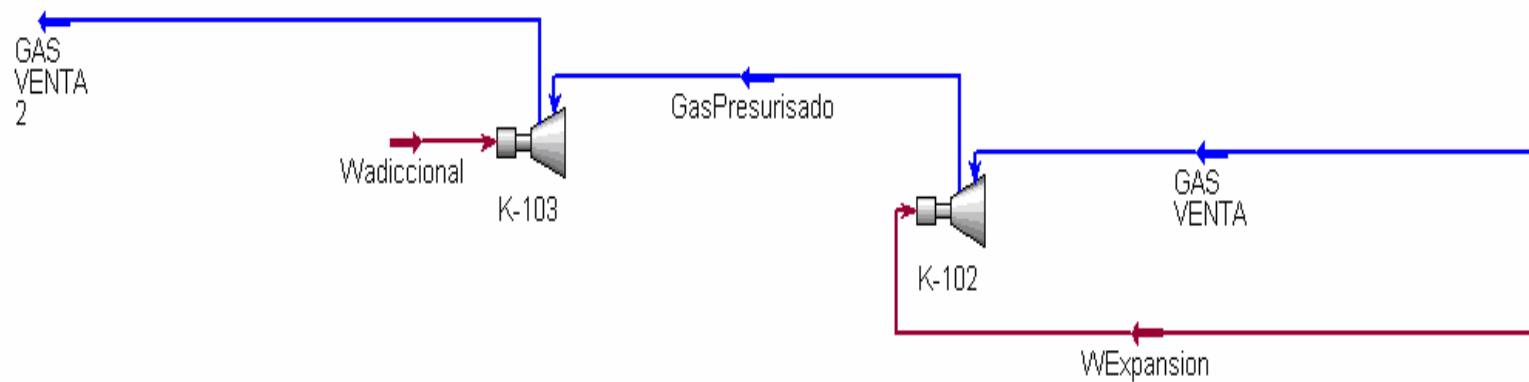 GAS
VENTA
2
GasPresurisado
Wadiccional
K-103
GAS
VENTA
K-102
WExpansion